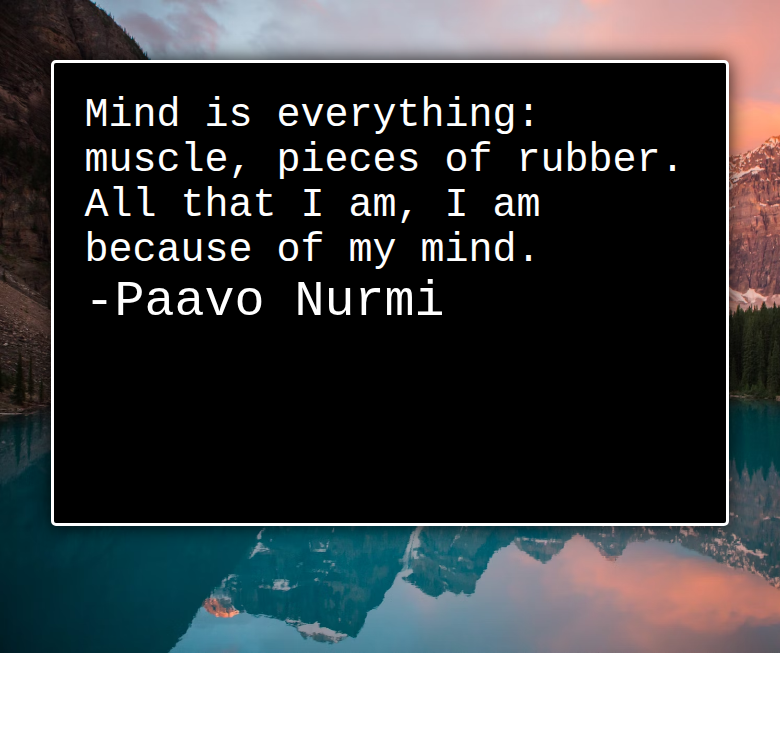 Mind is everything:
muscle, pieces of rubber.
All that I am, I am
because of my mind.
-Paavo Nurmi